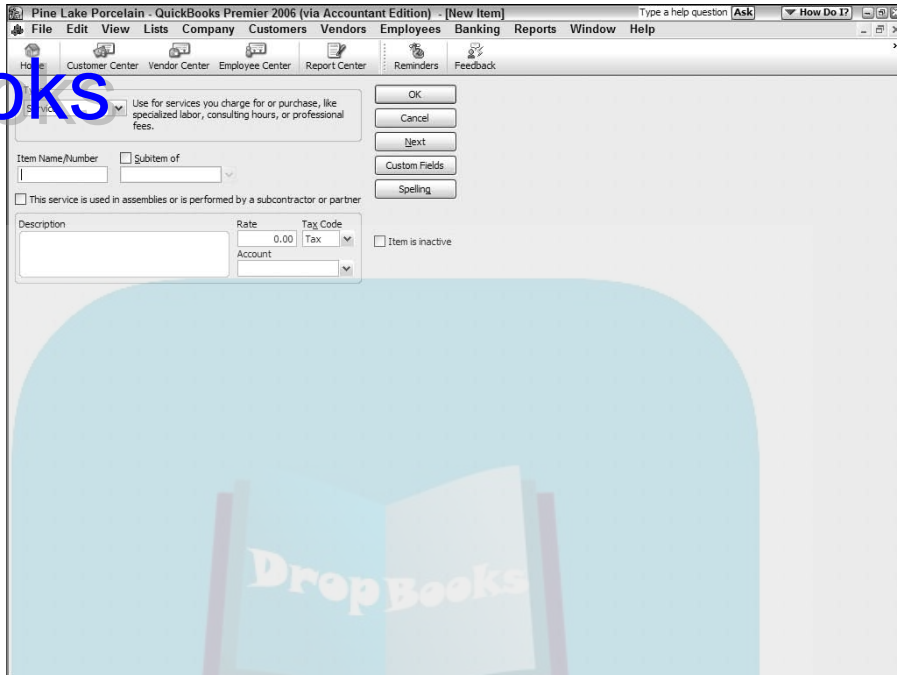 Pine Lake Porcelain - QuickBooks Premier 2006 (via Accountant Edition) - [New Item]
Type a help question Ask
How Do I?
File Edit View Lists Company Customers Vendors Employees Banking Reports Window Help
Customer Center Vendor Center Employee Center Report Center Reminders Feedback
oks
Use for services you charge for or purchase, like
specialized labor, consulting hours, or professional
fees.
OK
Cancel
Next
Custom Fields
Spelling
Item Name/Number Subitem of
This service is used in assemblies or is performed by a subcontractor or partner
Description Rate Tax Code
0.00 Tax
Account
Item is inactive
DropBooks